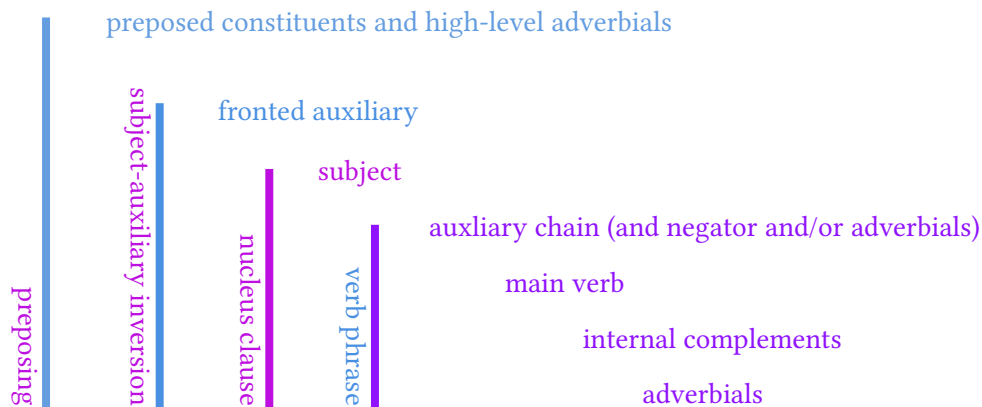 preposed constituents and high-level adverbials
fronted auxiliary
subject
auxliary chain (and negator and/or adverbials)
main verb
internal complements
adverbials
preposing
subject-auxiliary inversion
nucleus clause
verb phrase